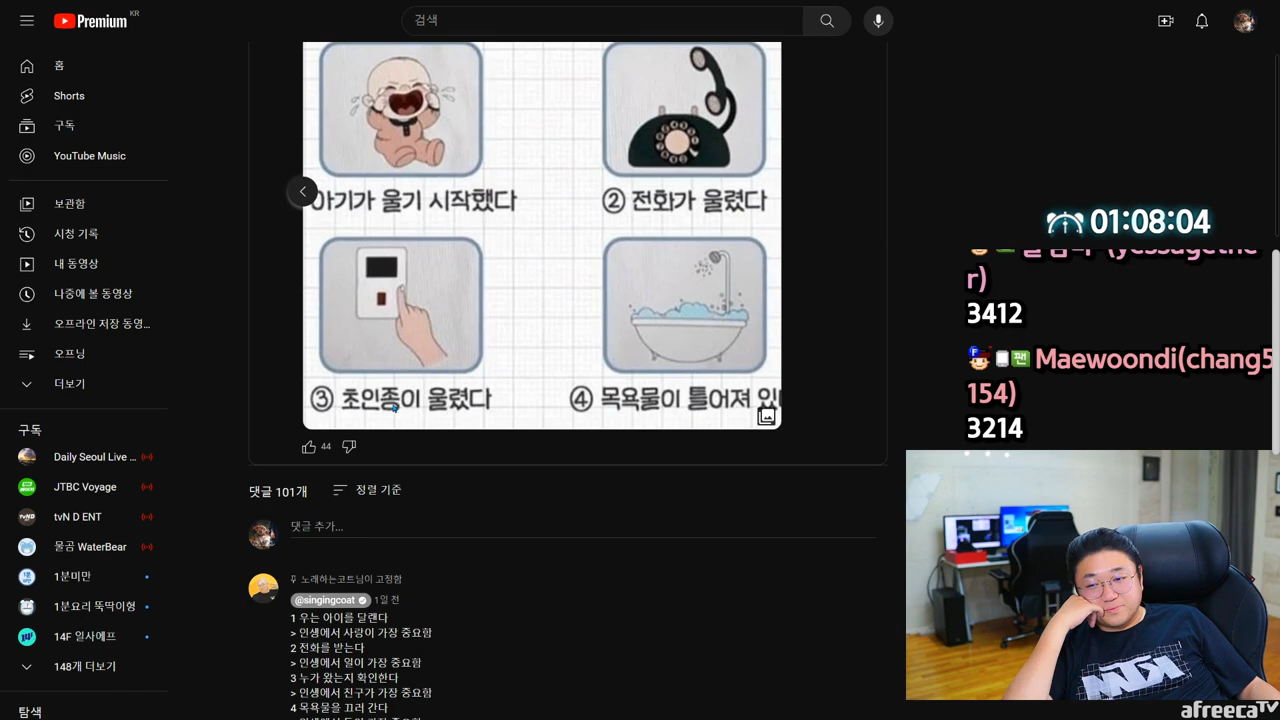 Premium KR
검색
홈
Shorts
구독
YouTube Music
보관함
시청 기록
내 동영상
나중에 볼 동영상
오프라인 저장 동영...
오프닝
더보기
구독
Daily Seoul Live ...
JTBC Voyage
tvN D ENT
물곰 WaterBear
1분미만
1분요리 뚝딱이형
14F 일사에프
148개 더보기
탐색
아기가 울기 시작했다
② 전화가 울렸다
③ 초인종이 울렸다
④ 목욕물이 틀어져 있
44
댓글 101개
정렬 기준
댓글 추가...
노래하는코트님이 고정함
@singingcoat 1일 전
1 우는 아이를 달랜다
> 인생에서 사랑이 가장 중요함
2 전화를 받는다
> 인생에서 일이 가장 중요함
3 누가 왔는지 확인한다
> 인생에서 친구가 가장 중요함
4 목욕물을 끄러 간다
01:08:04
(yessagethe
r)
3412
F 팬 Maewoondi(chang5
154)
3214
afreecaTV